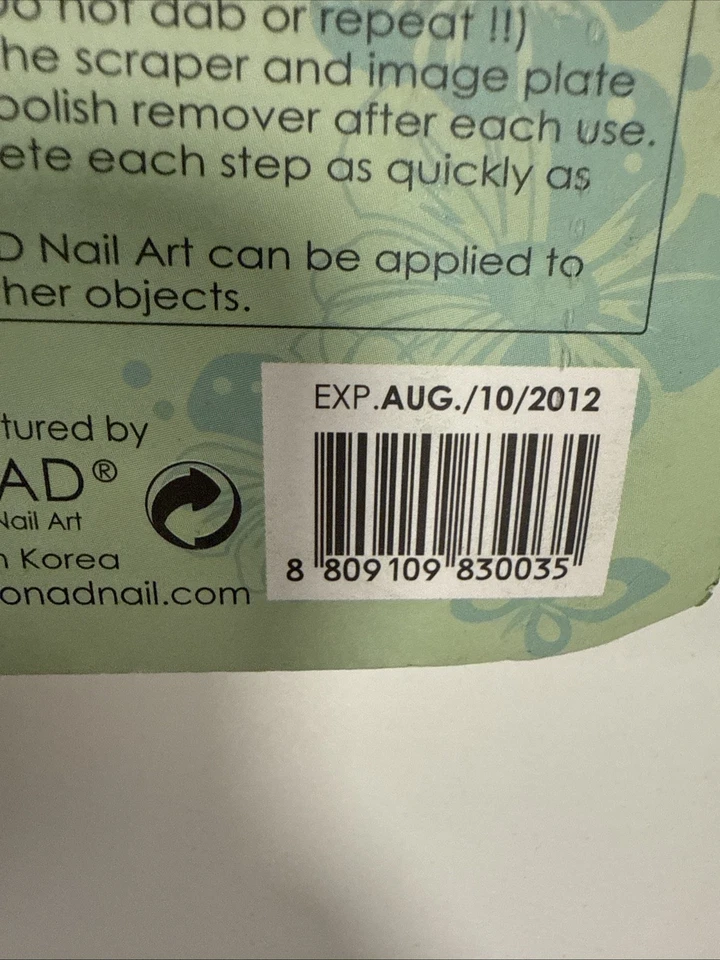 not dab or repeat !!)
he scraper and image plate
polish remover after each use.
ete each step as quickly as
D Nail Art can be applied to
her objects.
EXP.AUG./10/2012
tured by
AD®
Nail Art
n Korea
onadnail.com
8 809109 830035